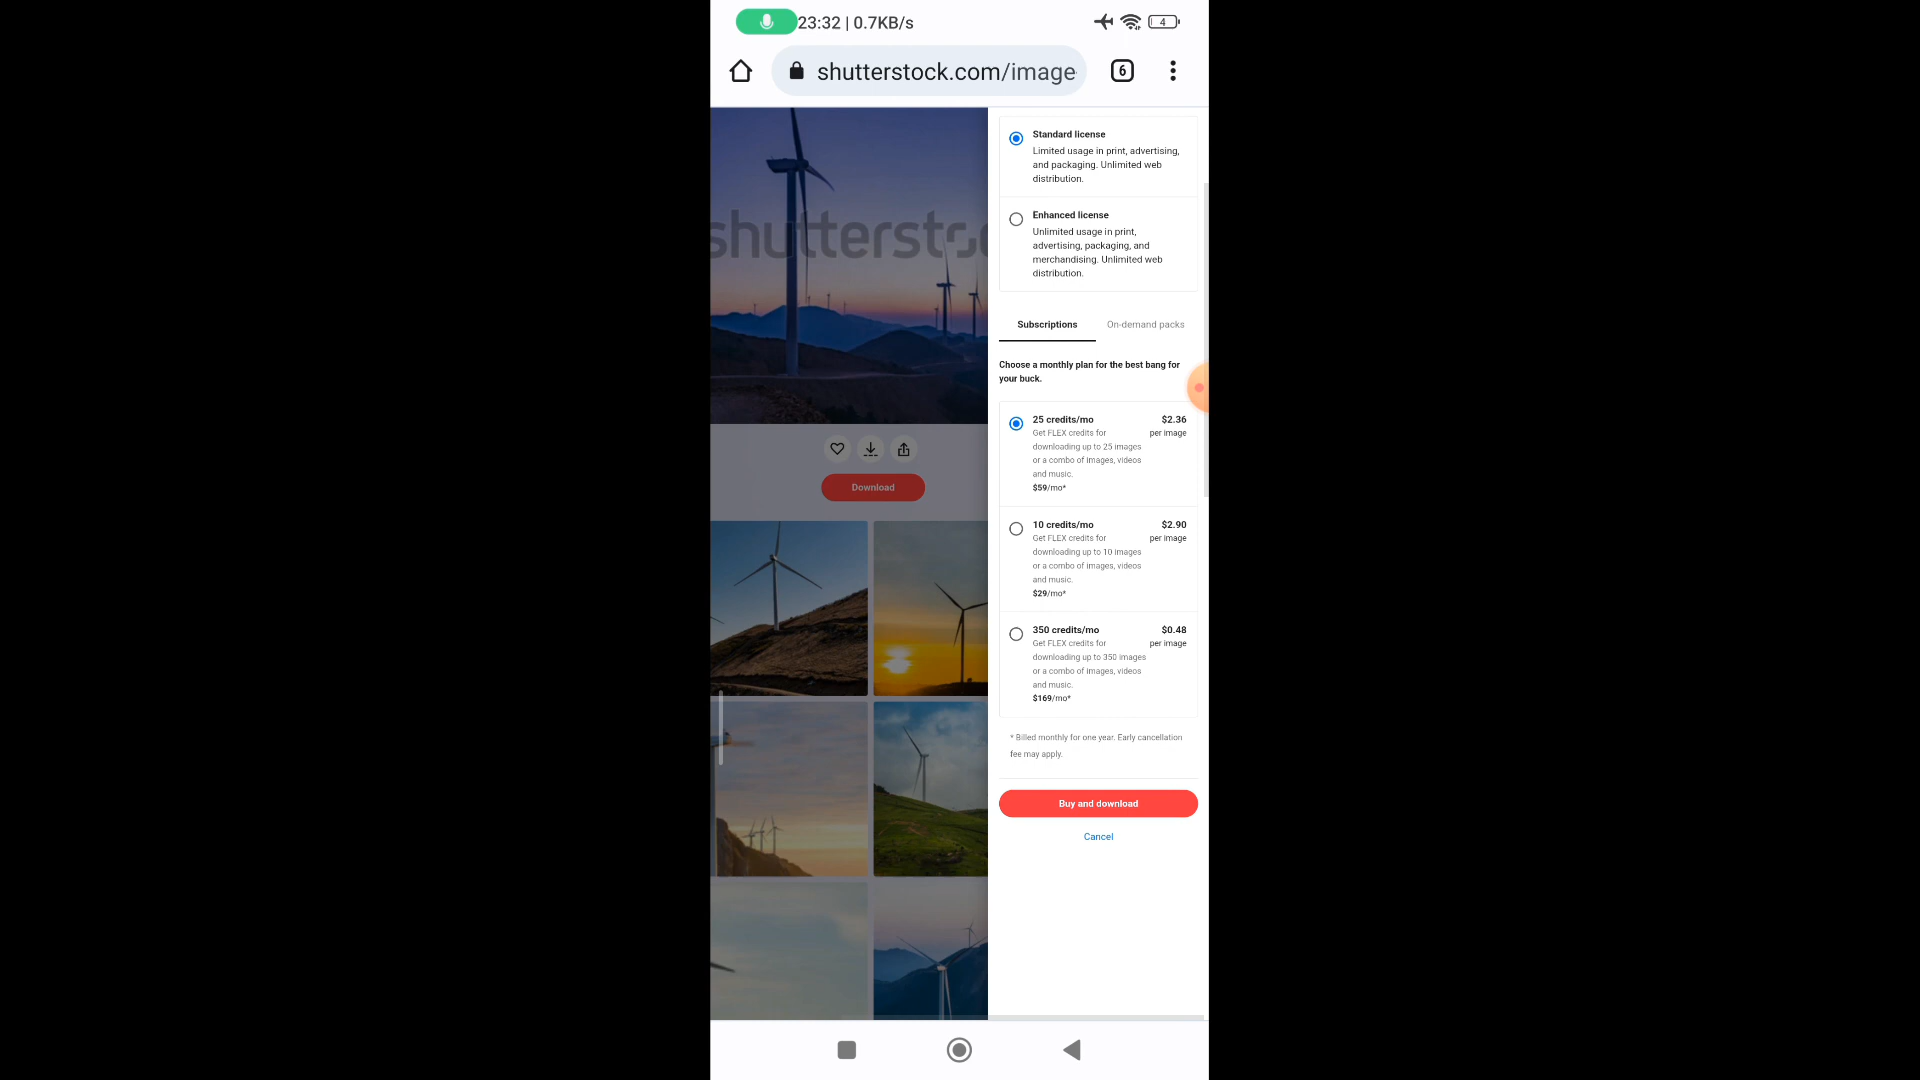 23:32 | 0.7KB/s
4
shutterstock.com/image
6
shutterstoc
Download
Standard license
Limited usage in print, advertising,
and packaging. Unlimited web
distribution.
Enhanced license
Unlimited usage in print,
advertising, packaging, and
merchandising. Unlimited web
distribution.
Subscriptions
On-demand packs
Choose a monthly plan for the best bang for
your buck.
25 credits/mo
$2.36
Get FLEX credits for
per image
downloading up to 25 images
or a combo of images, videos
and music.
$59/mo*
10 credits/mo
$2.90
Get FLEX credits for
per image
downloading up to 10 images
or a combo of images, videos
and music.
$29/mo*
350 credits/mo
$0.48
Get FLEX credits for
per image
downloading up to 350 images
or a combo of images, videos
and music.
$169/mo*
* Billed monthly for one year. Early cancellation
fee may apply.
Buy and download
Cancel